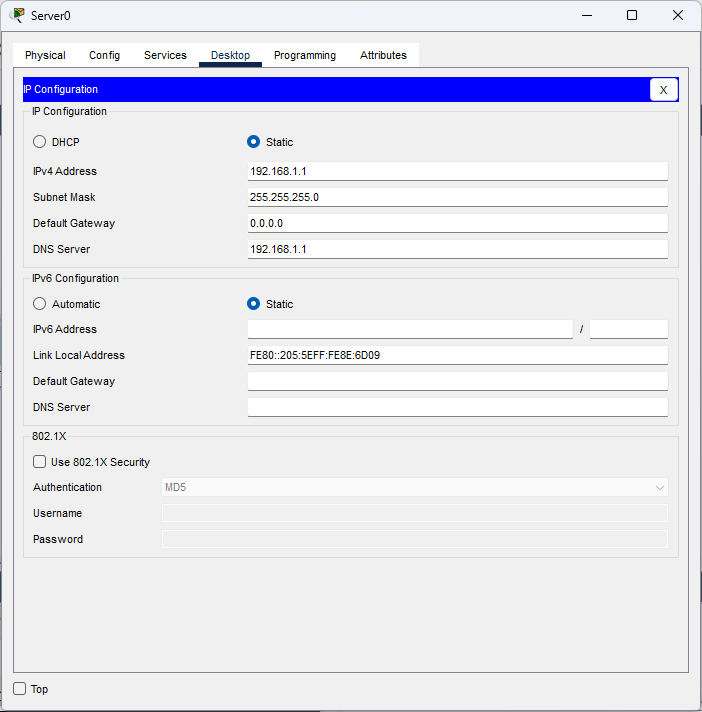 Server0
Physical Config Services Desktop Programming Attributes
IP Configuration X
IP Configuration
DHCP Static
IPv4 Address 192.168.1.1
Subnet Mask 255.255.255.0
Default Gateway 0.0.0.0
DNS Server 192.168.1.1
IPv6 Configuration
Automatic Static
IPv6 Address /
Link Local Address FE80::205:5EFF:FE8E:6D09
Default Gateway
DNS Server
802.1X
Use 802.1X Security
Authentication MD5
Username
Password
Top